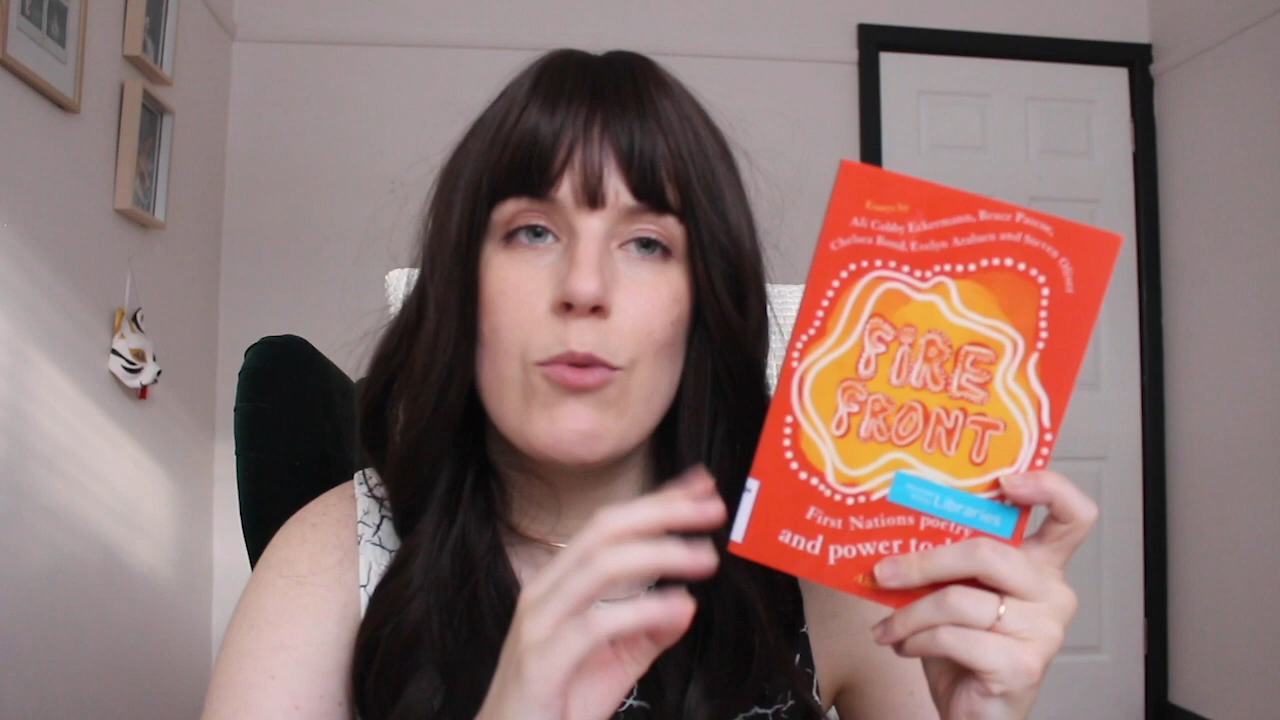 Essays by
Ali Cobby Eckermann, Bruce Pascoe,
Chelsea Bond, Evelyn Araluen and Steven Oliver
FIRE
FRONT
Libraries
First Nations poetry
and power